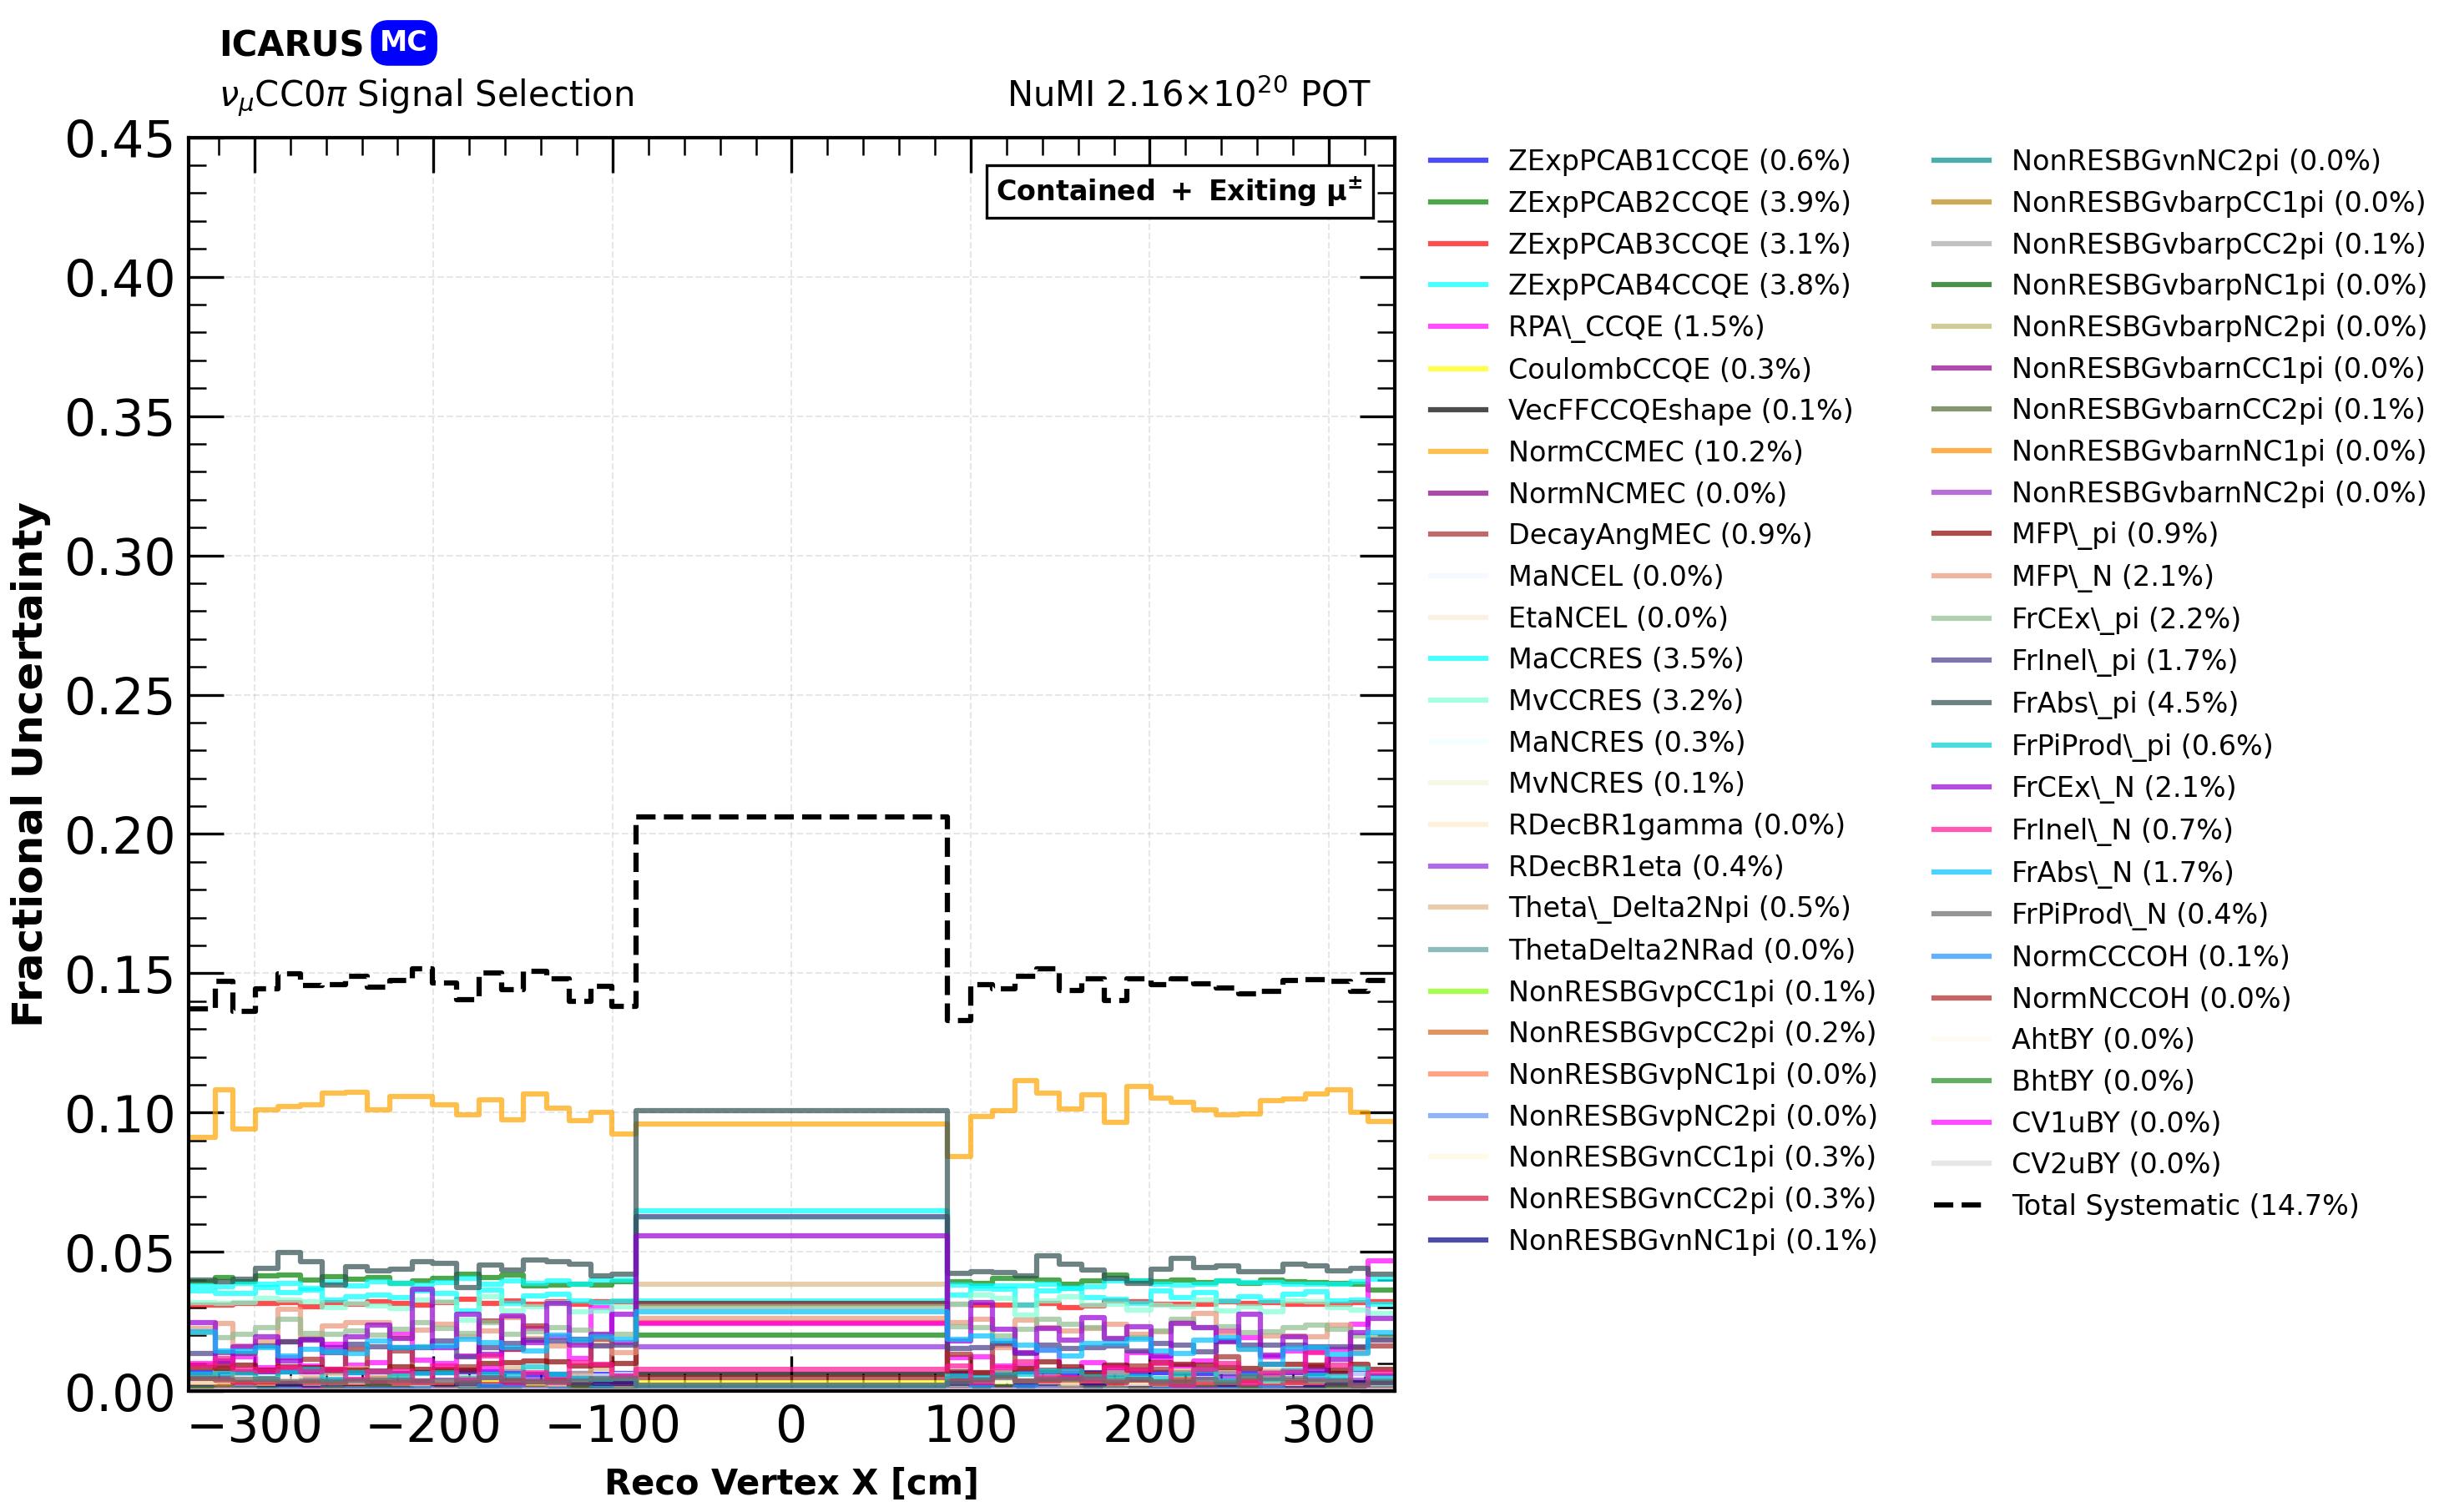 ICARUS MC
νμCC0π Signal Selection
NuMI 2.16×10^20 POT
Contained + Exiting μ±
Fractional Uncertainty
0.45
0.40
0.35
0.30
0.25
0.20
0.15
0.10
0.05
0.00
−300 −200 −100 0 100 200 300
Reco Vertex X [cm]
ZExpPCAB1CCQE (0.6%)
ZExpPCAB2CCQE (3.9%)
ZExpPCAB3CCQE (3.1%)
ZExpPCAB4CCQE (3.8%)
RPA\_CCQE (1.5%)
CoulombCCQE (0.3%)
VecFFCCQEshape (0.1%)
NormCCMEC (10.2%)
NormNCMEC (0.0%)
DecayAngMEC (0.9%)
MaNCEL (0.0%)
EtaNCEL (0.0%)
MaCCRES (3.5%)
MvCCRES (3.2%)
MaNCRES (0.3%)
MvNCRES (0.1%)
RDecBR1gamma (0.0%)
RDecBR1eta (0.4%)
Theta\_Delta2Npi (0.5%)
ThetaDelta2NRad (0.0%)
NonRESBGvpCC1pi (0.1%)
NonRESBGvpCC2pi (0.2%)
NonRESBGvpNC1pi (0.0%)
NonRESBGvpNC2pi (0.0%)
NonRESBGvnCC1pi (0.3%)
NonRESBGvnCC2pi (0.3%)
NonRESBGvnNC1pi (0.1%)
NonRESBGvnNC2pi (0.0%)
NonRESBGvbarpCC1pi (0.0%)
NonRESBGvbarpCC2pi (0.1%)
NonRESBGvbarpNC1pi (0.0%)
NonRESBGvbarpNC2pi (0.0%)
NonRESBGvbarnCC1pi (0.0%)
NonRESBGvbarnCC2pi (0.1%)
NonRESBGvbarnNC1pi (0.0%)
NonRESBGvbarnNC2pi (0.0%)
MFP\_pi (0.9%)
MFP\_N (2.1%)
FrCEx\_pi (2.2%)
FrInel\_pi (1.7%)
FrAbs\_pi (4.5%)
FrPiProd\_pi (0.6%)
FrCEx\_N (2.1%)
FrInel\_N (0.7%)
FrAbs\_N (1.7%)
FrPiProd\_N (0.4%)
NormCCCOH (0.1%)
NormNCCOH (0.0%)
AhtBY (0.0%)
BhtBY (0.0%)
CV1uBY (0.0%)
CV2uBY (0.0%)
Total Systematic (14.7%)